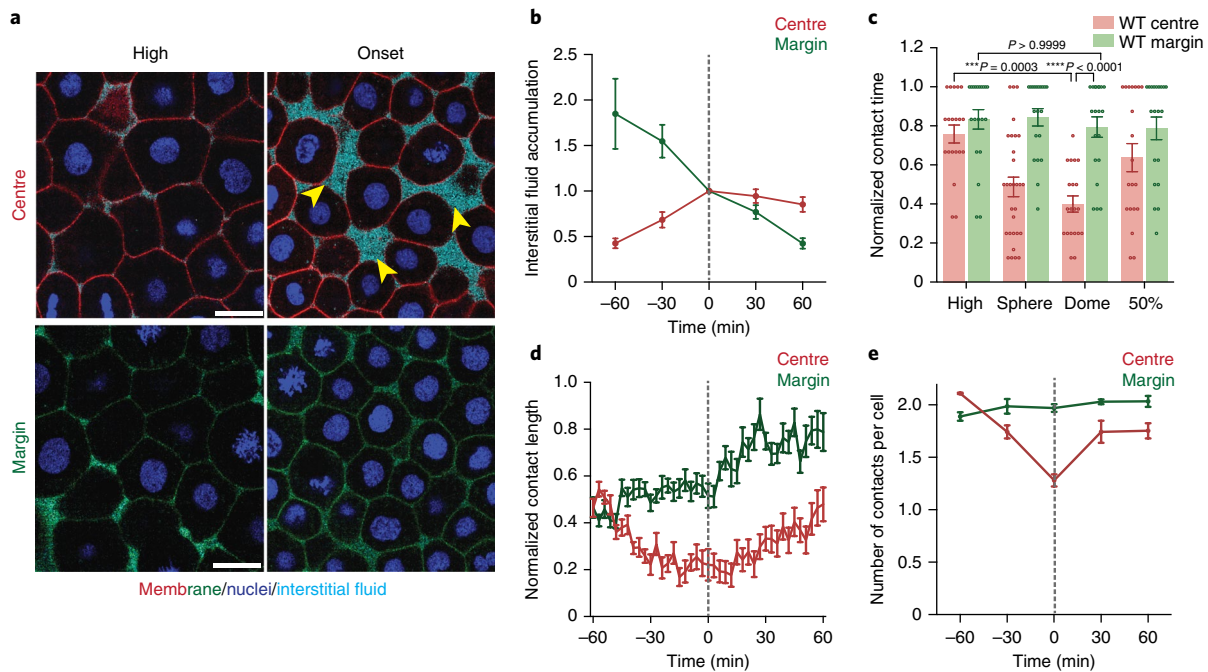 a
High
Onset
Centre
Margin
Membrane/nuclei/interstitial fluid
b
Centre
Margin
Interstitial fluid accumulation
2.5
2.0
1.5
1.0
0.5
0
–60
–30
0
30
60
Time (min)
c
WT centre
WT margin
P > 0.9999
***P = 0.0003
****P < 0.0001
Normalized contact time
1.2
1.0
0.8
0.6
0.4
0.2
0
High
Sphere
Dome
50%
d
Centre
Margin
Normalized contact length
1.0
0.8
0.6
0.4
0.2
0
–60
–30
0
30
60
Time (min)
e
Centre
Margin
Number of contacts per cell
2.0
1.5
1.0
0.5
0
–60
–30
0
30
60
Time (min)